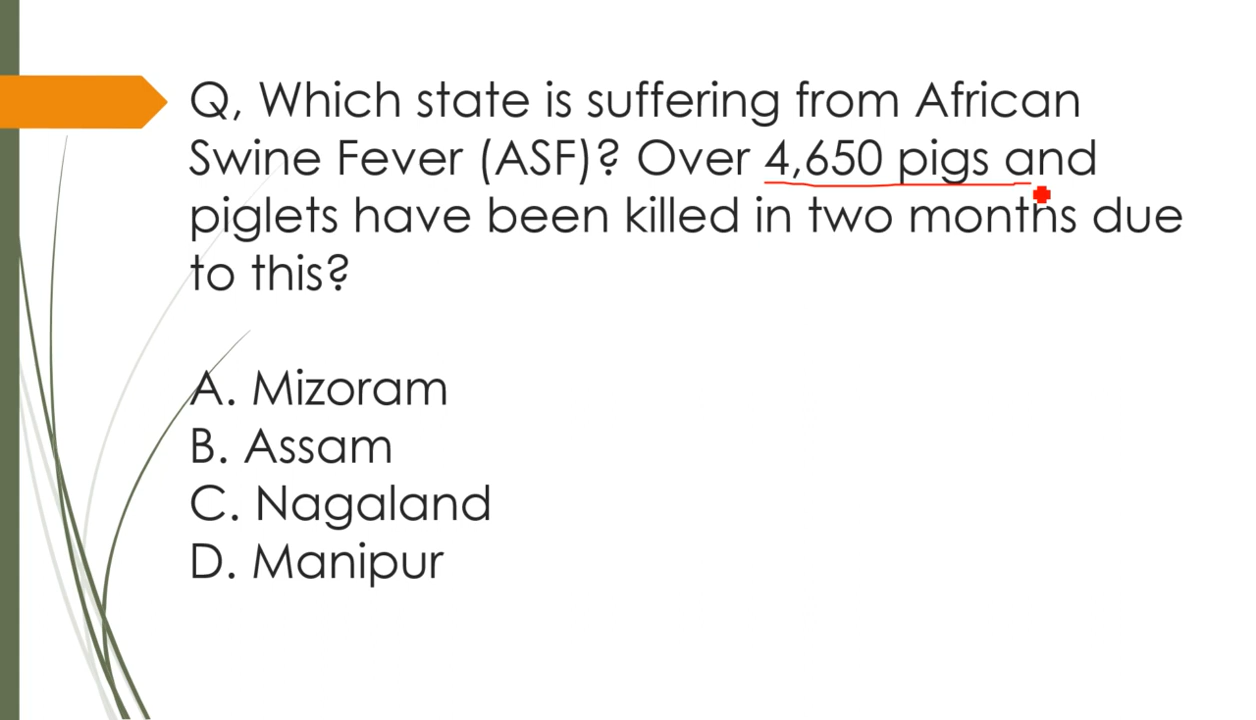 Q, Which state is suffering from African
Swine Fever (ASF)? Over 4,650 pigs and
piglets have been killed in two months due
to this?
A. Mizoram
B. Assam
C. Nagaland
D. Manipur